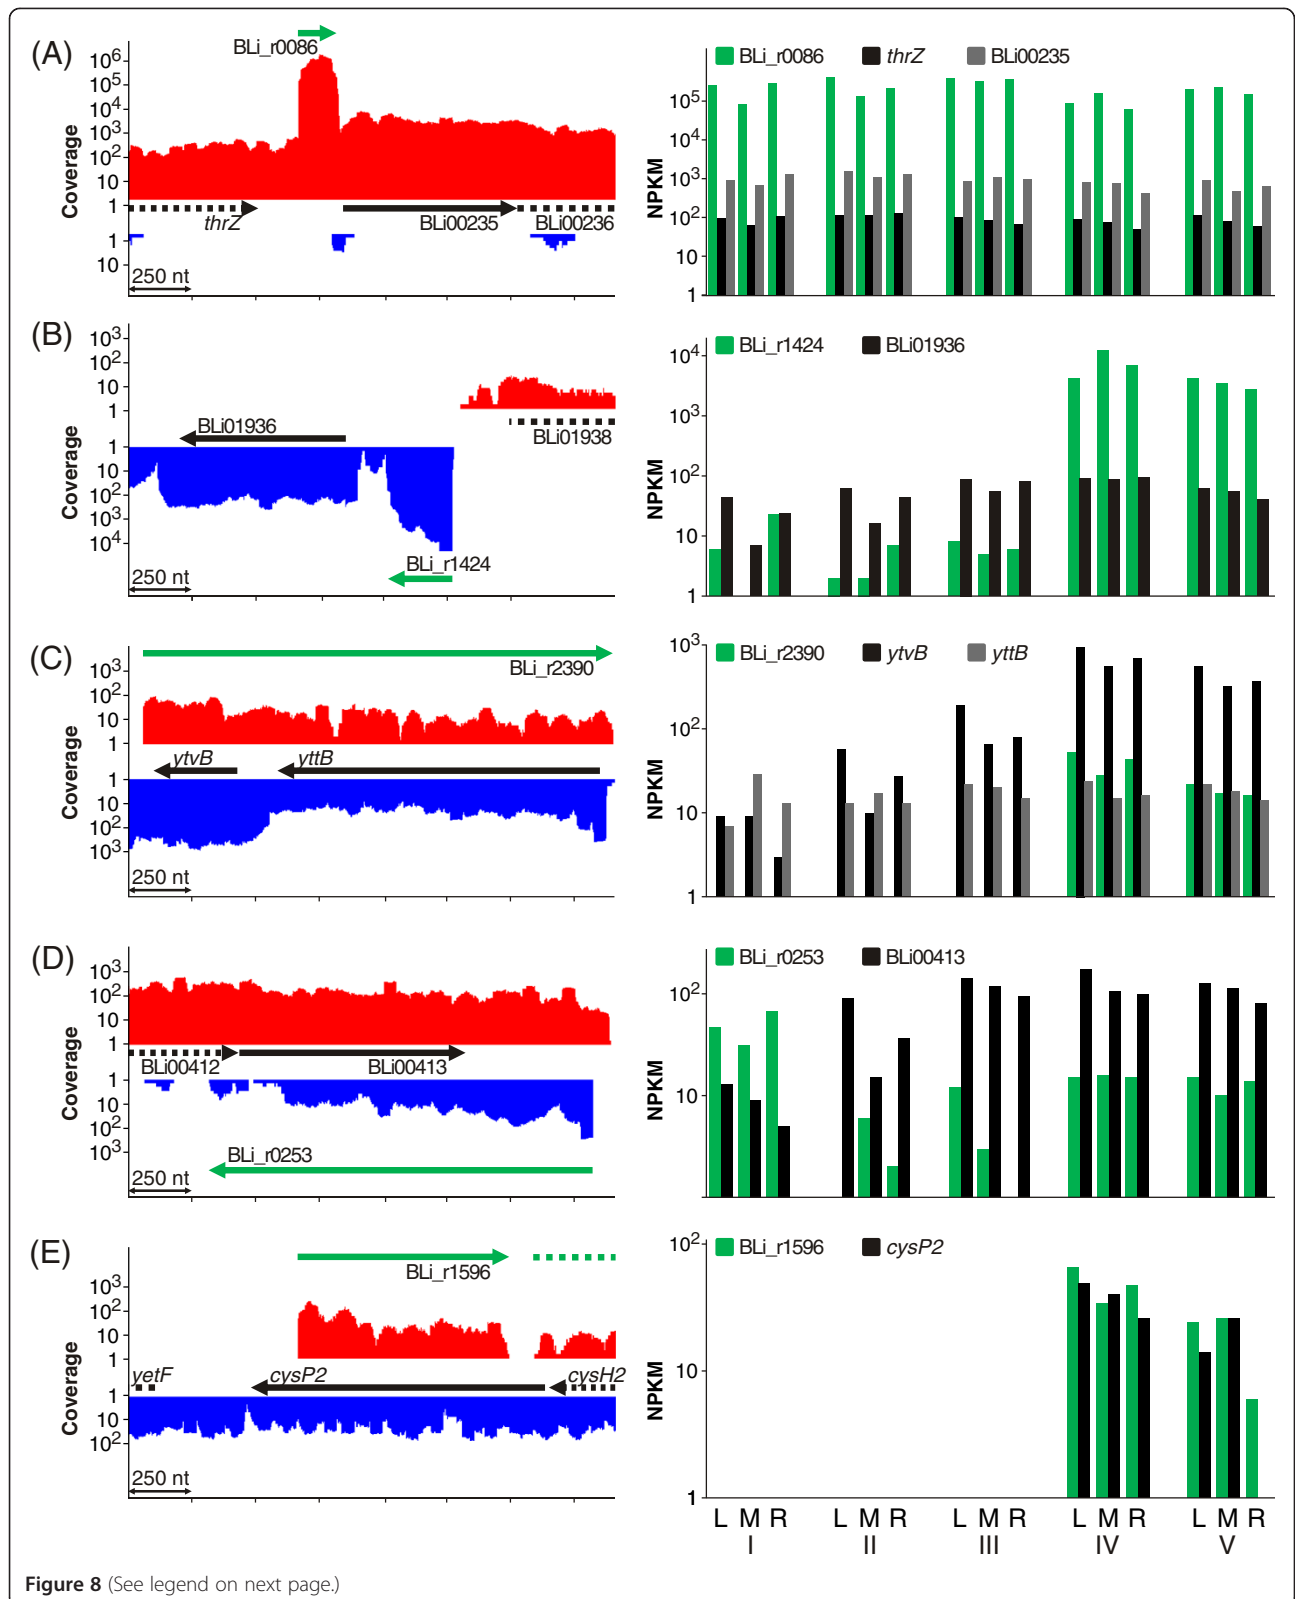 (A)
BLi_r0086
10⁶
10⁵
10⁴
10³
10²
10
1
Coverage
thrZ
BLi00235
BLi00236
1
10
250 nt
BLi_r0086 thrZ BLi00235
NPKM
10⁵
10⁴
10³
10²
10
1
(B)
10³
10²
10
1
Coverage
BLi01936
BLi01938
1
10
10²
10³
10⁴
BLi_r1424
250 nt
BLi_r1424 BLi01936
NPKM
10⁴
10³
10²
10
1
(C)
BLi_r2390
10³
10²
10
1
Coverage
ytvB
yttB
1
10
10²
10³
250 nt
BLi_r2390 ytvB yttB
NPKM
10³
10²
10
1
(D)
10³
10²
10
1
Coverage
BLi00412
BLi00413
1
10
10²
10³
BLi_r0253
250 nt
BLi_r0253 BLi00413
NPKM
10²
10
(E)
BLi_r1596
10³
10²
10
1
Coverage
yetF
cysP2
cysH2
1
10
10²
250 nt
BLi_r1596 cysP2
NPKM
10²
10
1
L M R L M R L M R L M R L M R
I II III IV V
Figure 8 (See legend on next page.)